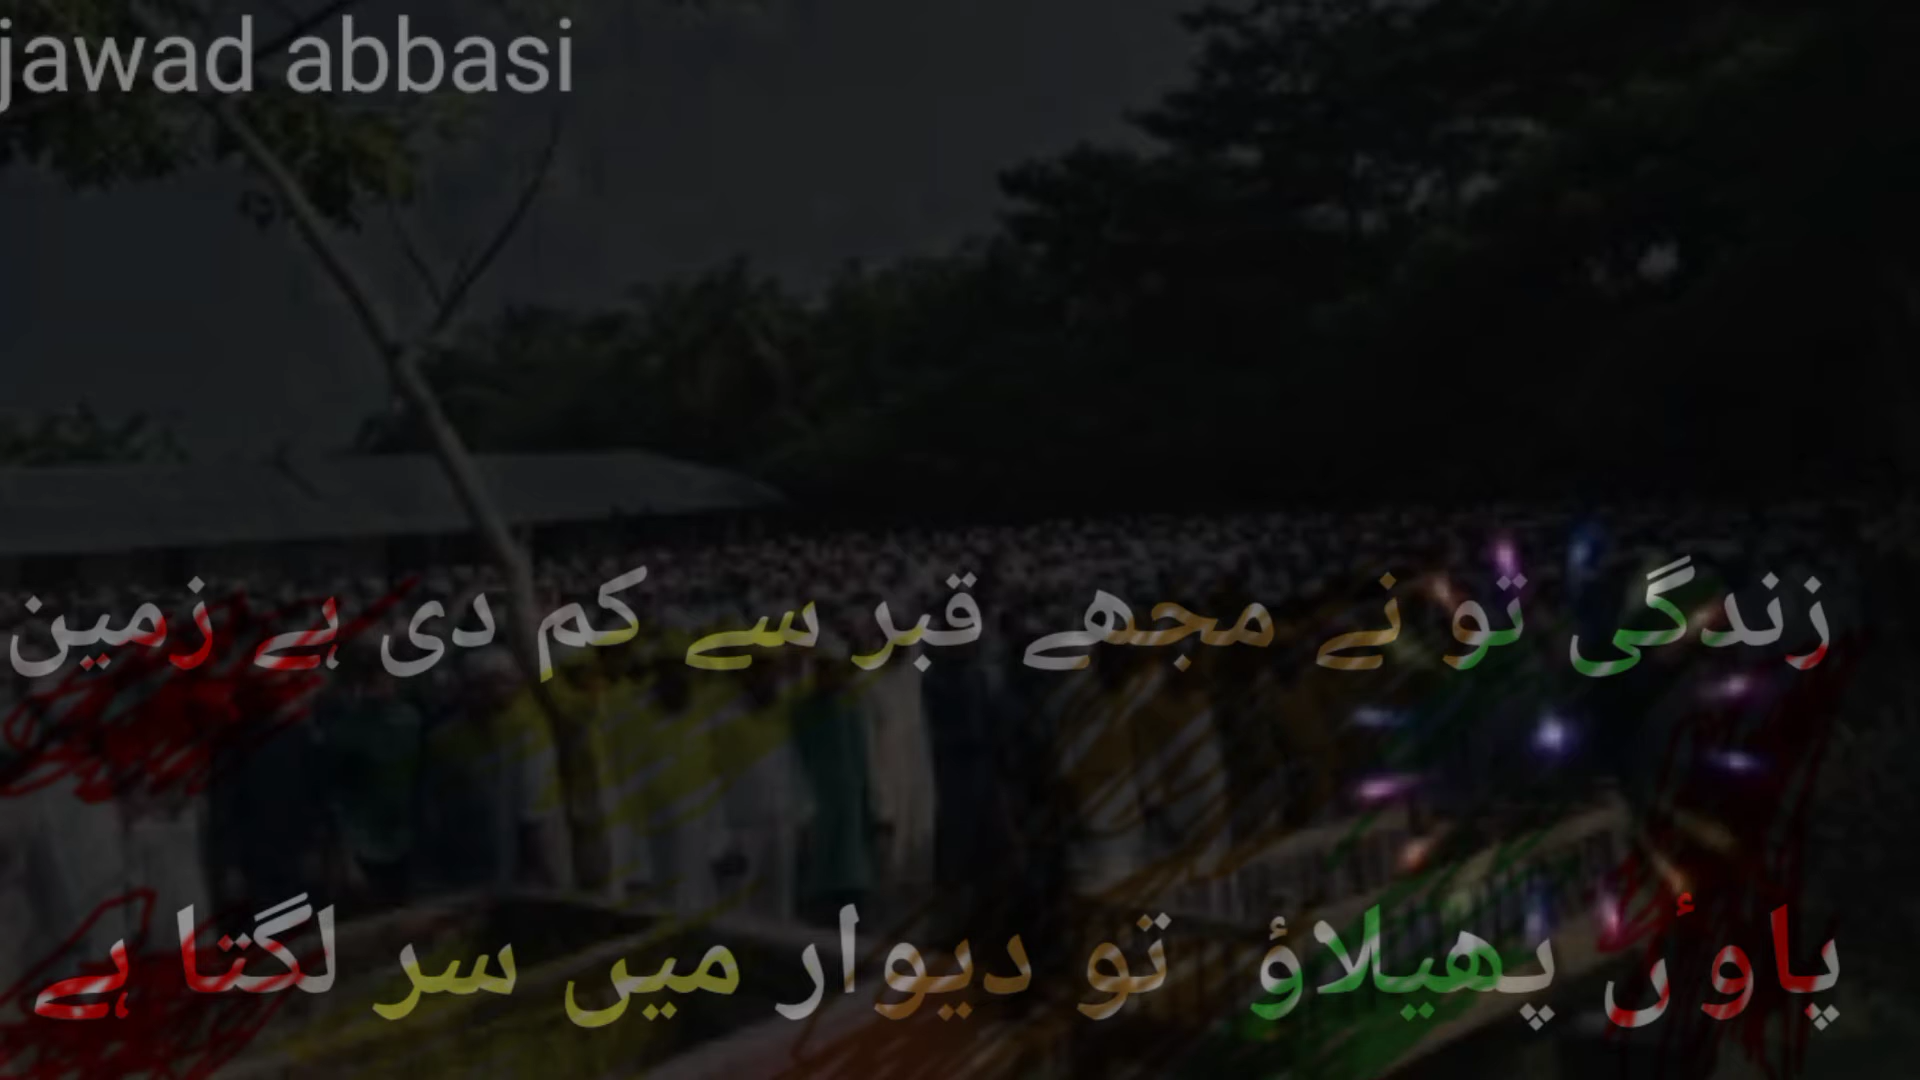 jawad abbasi
زندگی تو نے مجھے قبر سے کم دی ہے زمین
پاوٴں پھیلاؤ تو دیوار میں سر لگتا ہے